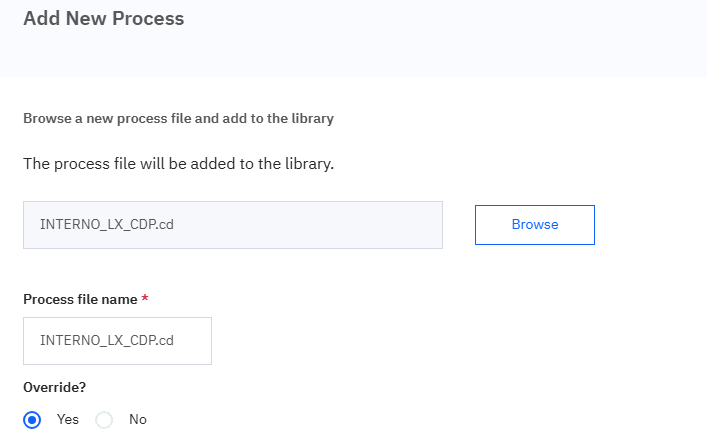 Add New Process
Browse a new process file and add to the library
The process file will be added to the library.
INTERNO_LX_CDP.cd
Browse
Process file name *
INTERNO_LX_CDP.cd
Override?
Yes No